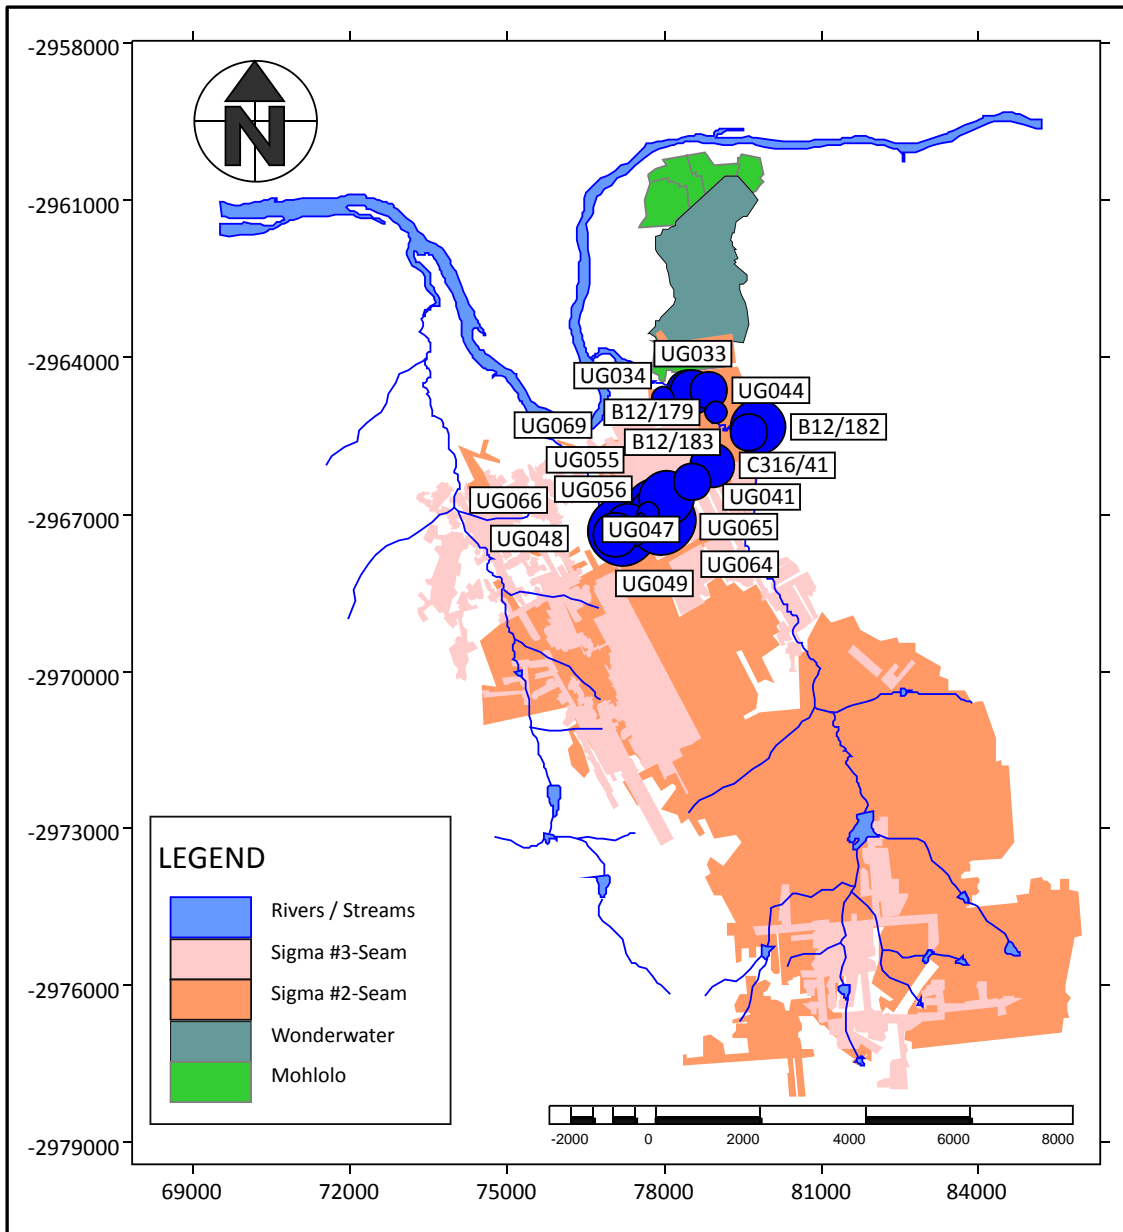 -2958000
N
-2961000
-2964000
UG033
UG034
UG044
B12/179
UG069
B12/182
B12/183
UG055
C316/41
UG056
UG066
UG041
-2967000
UG047
UG065
UG048
UG064
UG049
-2970000
-2973000
LEGEND
Rivers / Streams
Sigma #3-Seam
Sigma #2-Seam
-2976000
Wonderwater
Mohlolo
-2000 0 2000 4000 6000 8000
-2979000
69000 72000 75000 78000 81000 84000